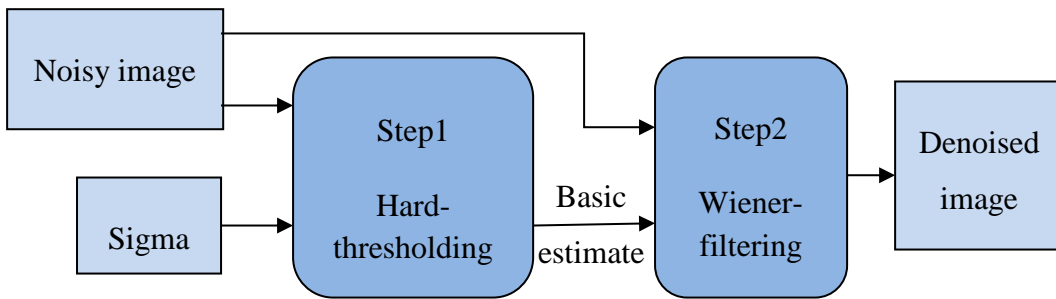 Noisy image
Sigma
Step1
Hard-
thresholding
Basic
estimate
Step2
Wiener-
filtering
Denoised
image